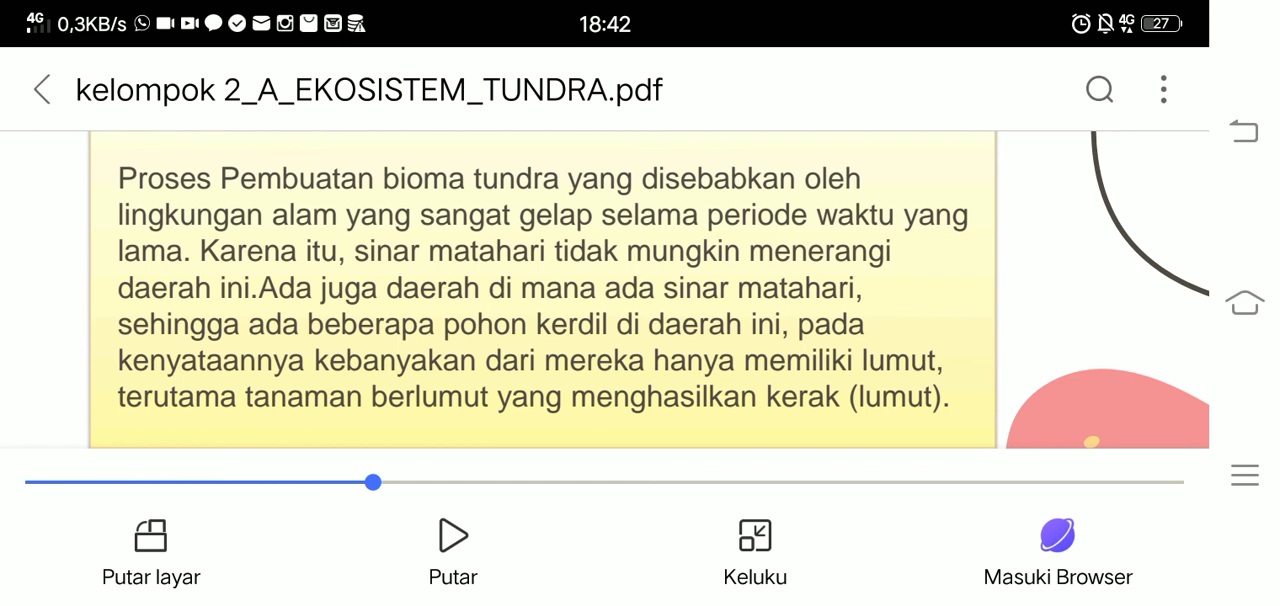 4G 0,3KB/s 18:42 4G 27
kelompok 2_A_EKOSISTEM_TUNDRA.pdf
Proses Pembuatan bioma tundra yang disebabkan oleh
lingkungan alam yang sangat gelap selama periode waktu yang
lama. Karena itu, sinar matahari tidak mungkin menerangi
daerah ini.Ada juga daerah di mana ada sinar matahari,
sehingga ada beberapa pohon kerdil di daerah ini, pada
kenyataannya kebanyakan dari mereka hanya memiliki lumut,
terutama tanaman berlumut yang menghasilkan kerak (lumut).
Putar layar Putar Keluku Masuki Browser